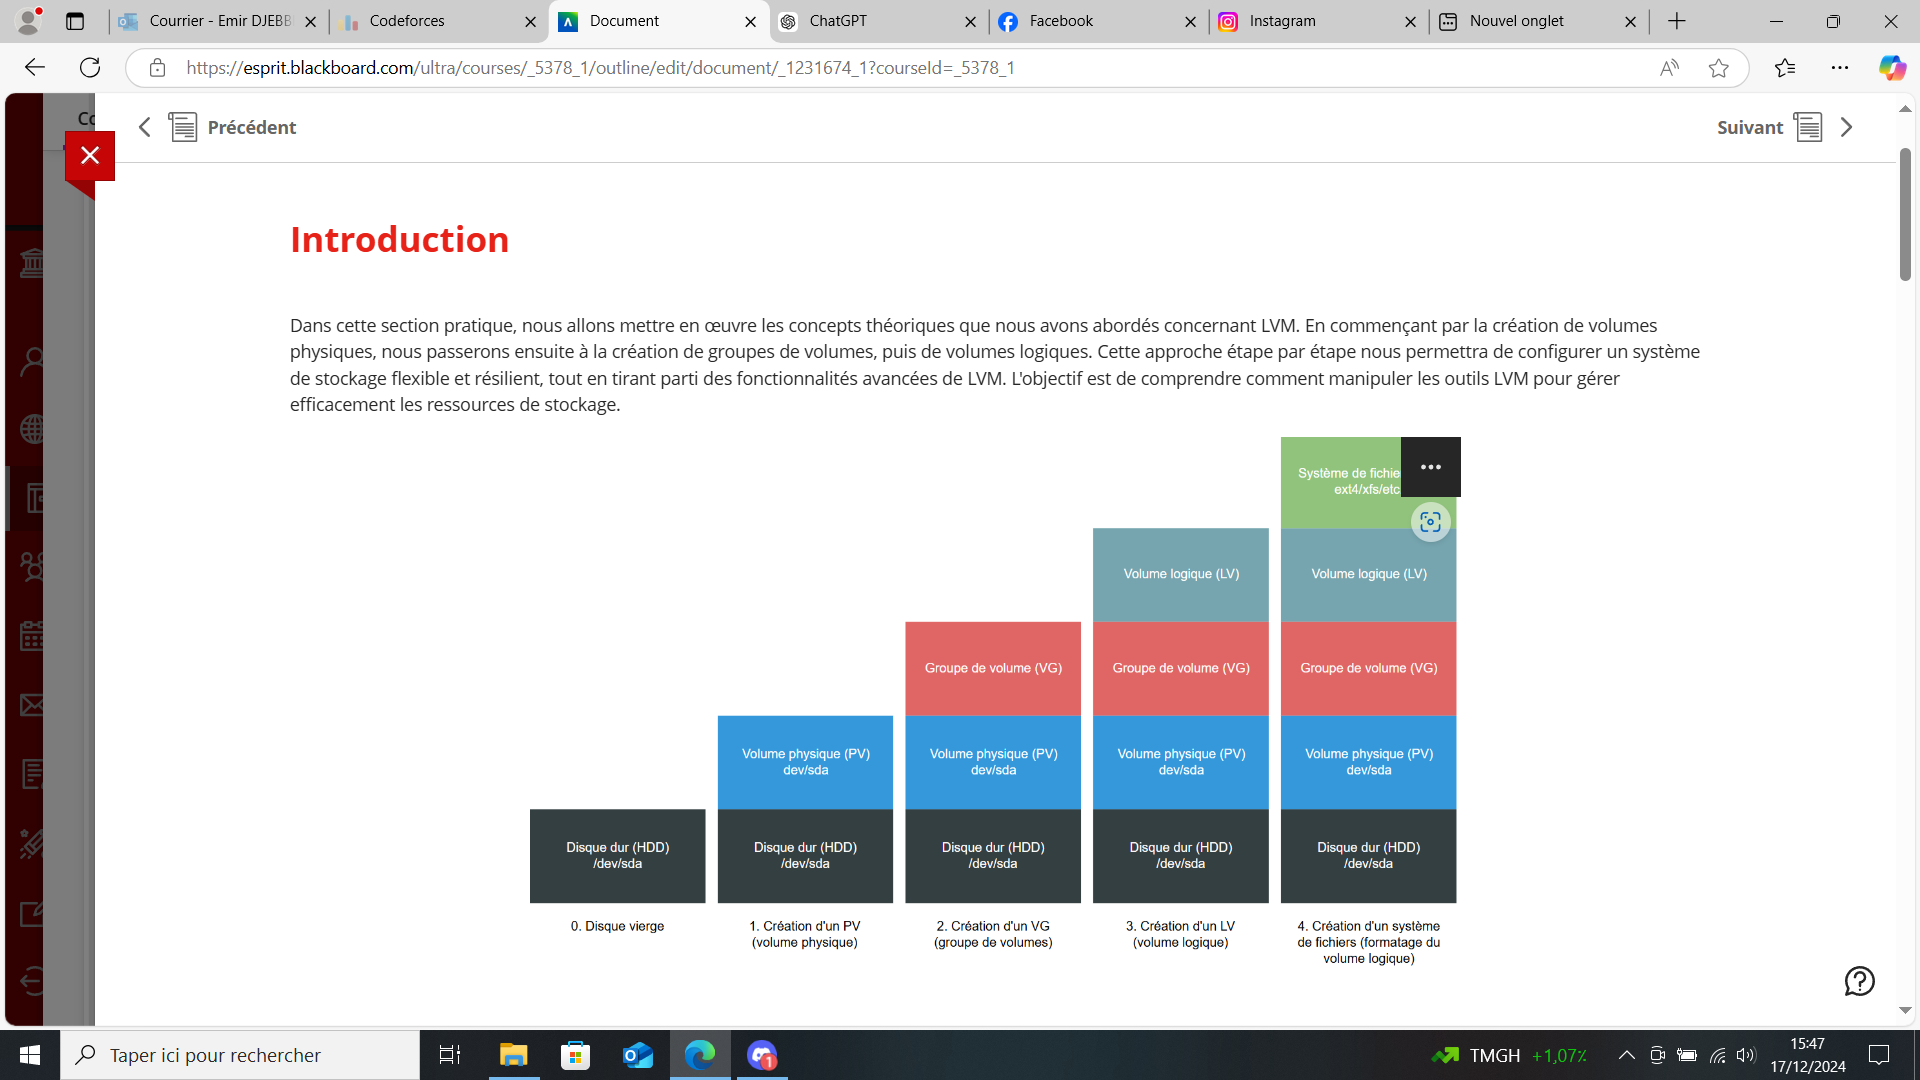 Courrier - Emir DJEBB
Codeforces
Document
ChatGPT
Facebook
Instagram
Nouvel onglet
https://esprit.blackboard.com/ultra/courses/_5378_1/outline/edit/document/_1231674_1?courseId=_5378_1
Co
Précédent
Suivant
Introduction
Dans cette section pratique, nous allons mettre en œuvre les concepts théoriques que nous avons abordés concernant LVM. En commençant par la création de volumes
physiques, nous passerons ensuite à la création de groupes de volumes, puis de volumes logiques. Cette approche étape par étape nous permettra de configurer un système
de stockage flexible et résilient, tout en tirant parti des fonctionnalités avancées de LVM. L'objectif est de comprendre comment manipuler les outils LVM pour gérer
efficacement les ressources de stockage.
Système de fichie
ext4/xfs/etc
Volume logique (LV)
Volume logique (LV)
Groupe de volume (VG)
Groupe de volume (VG)
Groupe de volume (VG)
Volume physique (PV)
dev/sda
Volume physique (PV)
dev/sda
Volume physique (PV)
dev/sda
Volume physique (PV)
dev/sda
Disque dur (HDD)
/dev/sda
Disque dur (HDD)
/dev/sda
Disque dur (HDD)
/dev/sda
Disque dur (HDD)
/dev/sda
Disque dur (HDD)
/dev/sda
0. Disque vierge
1. Création d'un PV
(volume physique)
2. Création d'un VG
(groupe de volumes)
3. Création d'un LV
(volume logique)
4. Création d'un système
de fichiers (formatage du
volume logique)
Taper ici pour rechercher
1
TMGH +1,07%
15:47
17/12/2024